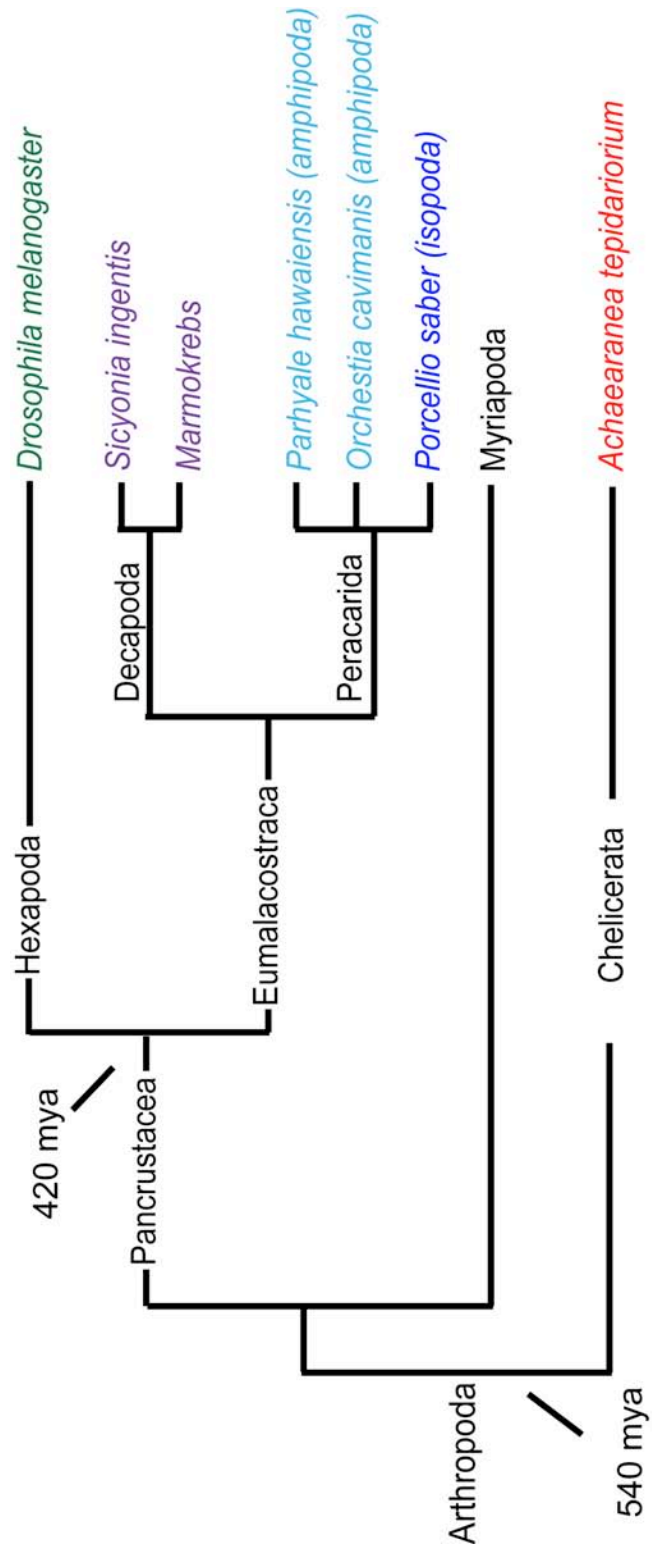 Drosophila melanogaster
Sicyonia ingentis
Marmokrebs
Parhyale hawaiensis (amphipoda)
Orchestia cavimanis (amphipoda)
Porcellio saber (isopoda)
Myriapoda
Achaearanea tepidariorium
Decapoda
Peracarida
Hexapoda
Eumalacostraca
Chelicerata
420 mya
Pancrustacea
Arthropoda
540 mya